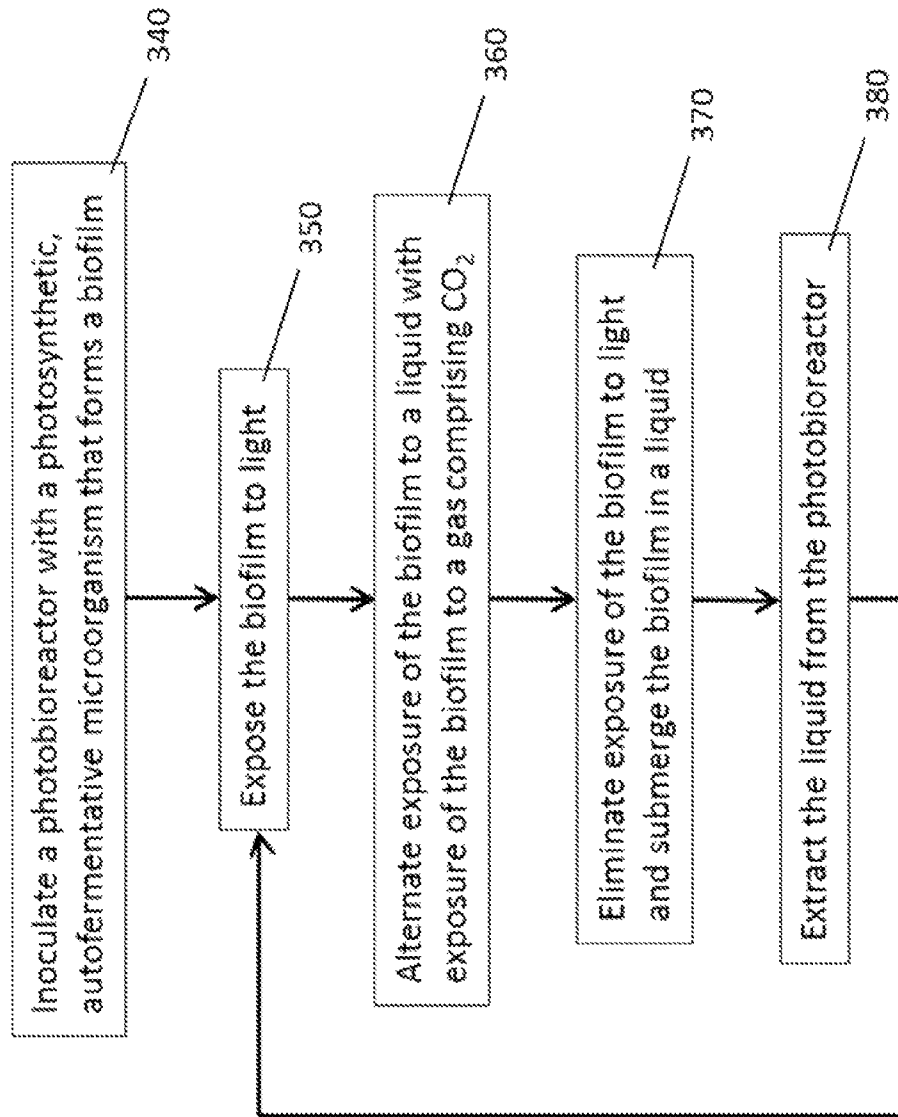 Inoculate a photobioreactor with a photosynthetic,
autofermentative microorganism that forms a biofilm
340
Expose the biofilm to light
350
Alternate exposure of the biofilm to a liquid with
exposure of the biofilm to a gas comprising CO₂
360
Eliminate exposure of the biofilm to light
and submerge the biofilm in a liquid
370
Extract the liquid from the photobioreactor
380